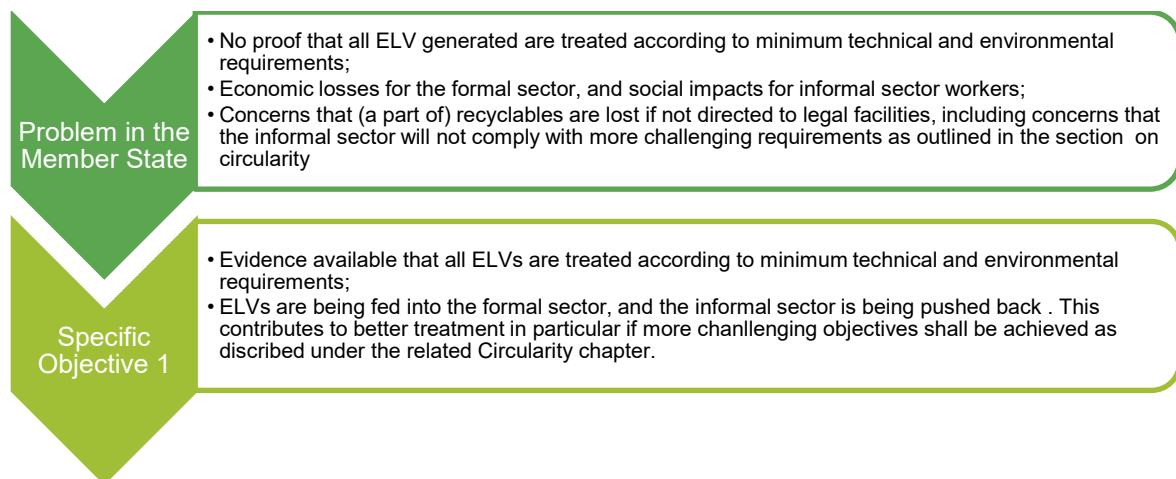 Problem in the
Member State
• No proof that all ELV generated are treated according to minimum technical and environmental
requirements;
• Economic losses for the formal sector, and social impacts for informal sector workers;
• Concerns that (a part of) recyclables are lost if not directed to legal facilities, including concerns that
the informal sector will not comply with more challenging requirements as outlined in the section on
circularity
Specific
Objective 1
• Evidence available that all ELVs are treated according to minimum technical and environmental
requirements;
• ELVs are being fed into the formal sector, and the informal sector is being pushed back . This
contributes to better treatment in particular if more chanllenging objectives shall be achieved as
discribed under the related Circularity chapter.